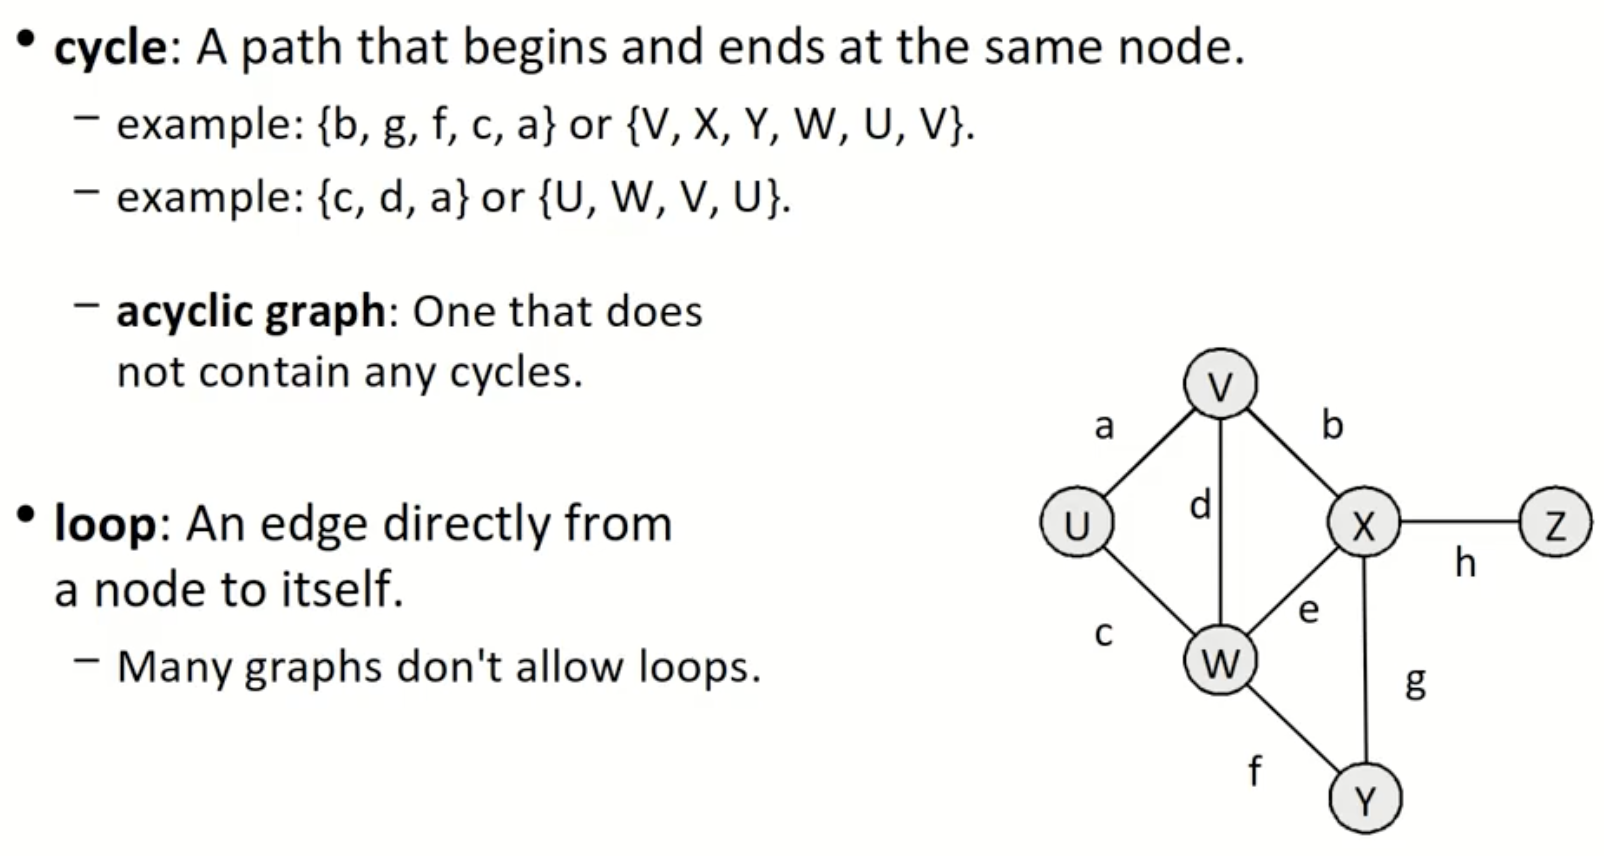 • cycle: A path that begins and ends at the same node.
– example: {b, g, f, c, a} or {V, X, Y, W, U, V}.
– example: {c, d, a} or {U, W, V, U}.
– acyclic graph: One that does
not contain any cycles.
• loop: An edge directly from
a node to itself.
– Many graphs don't allow loops.
V
a
b
U
d
X
Z
h
e
c
W
g
f
Y